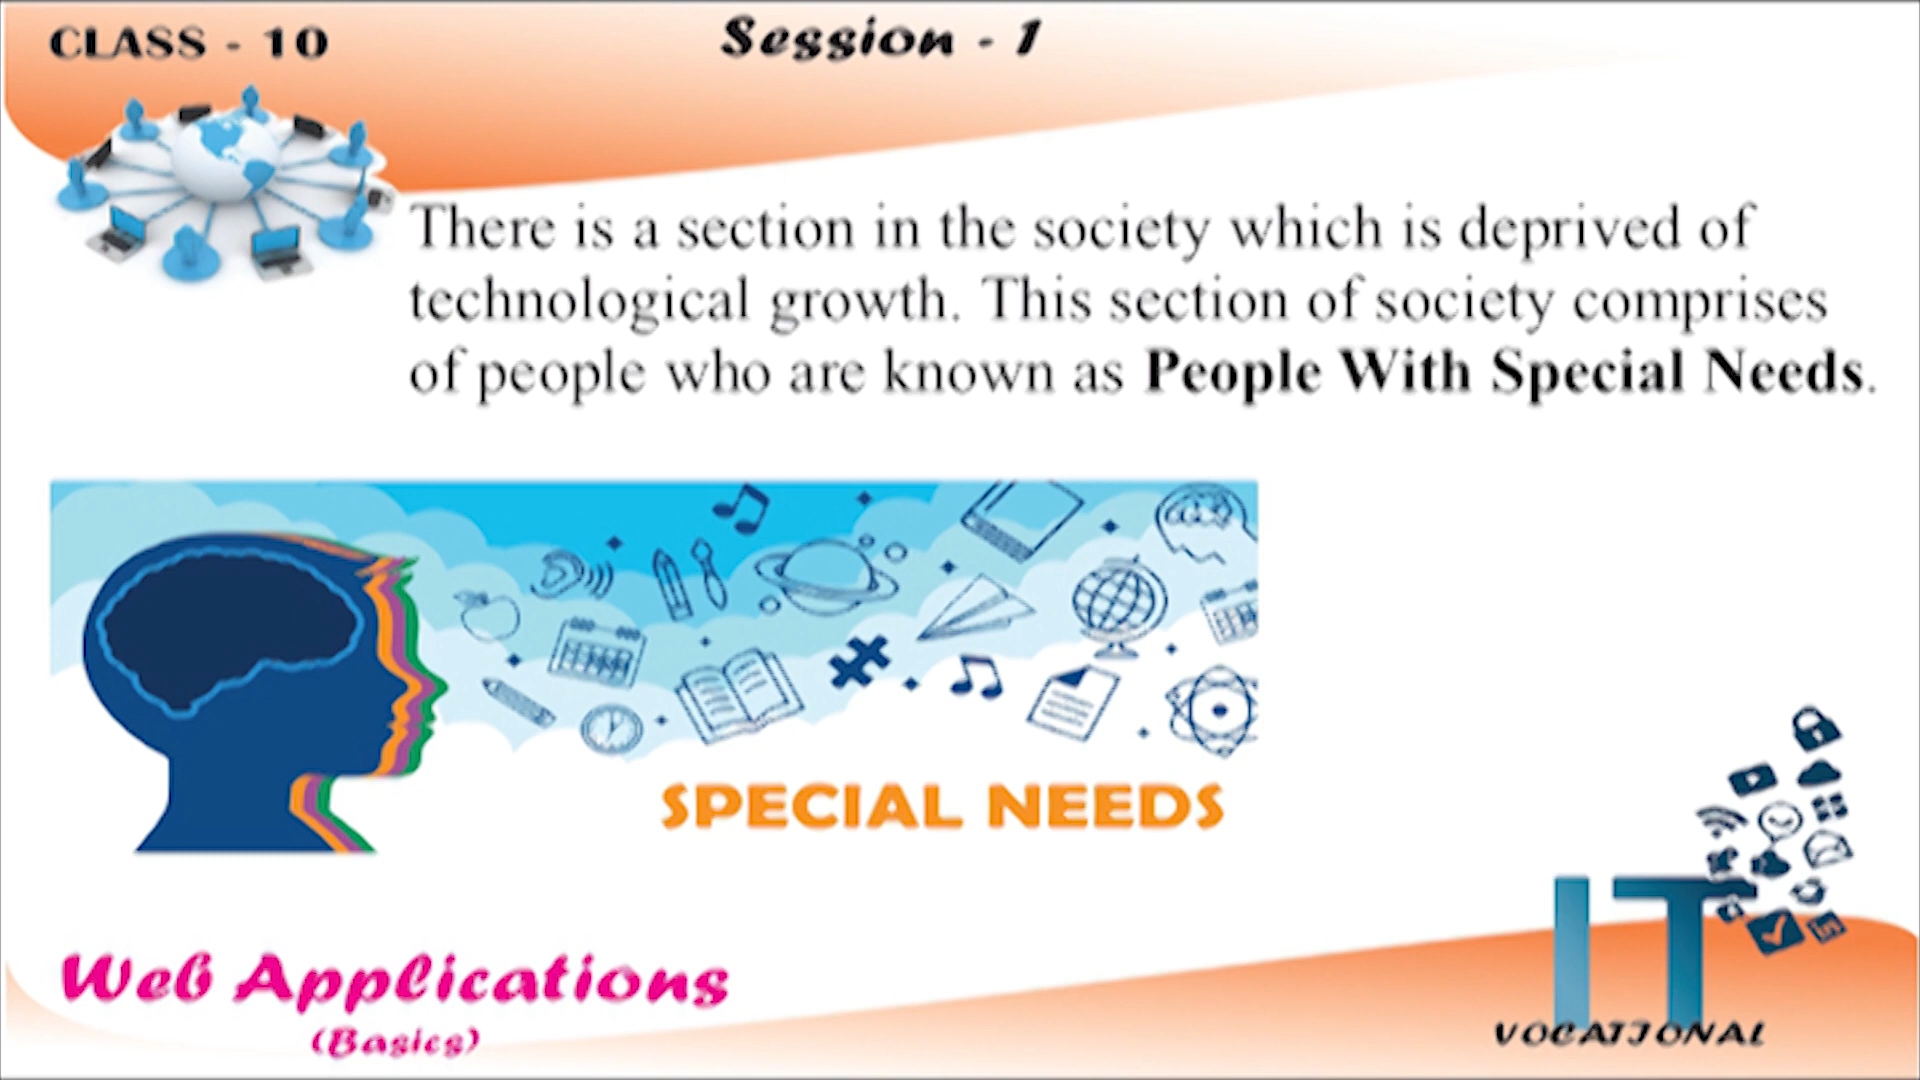 CLASS - 10
Session - 1
There is a section in the society which is deprived of
technological growth. This section of society comprises
of people who are known as People With Special Needs.
SPECIAL NEEDS
Web Applications
(Basics)
IT
VOCATIONAL